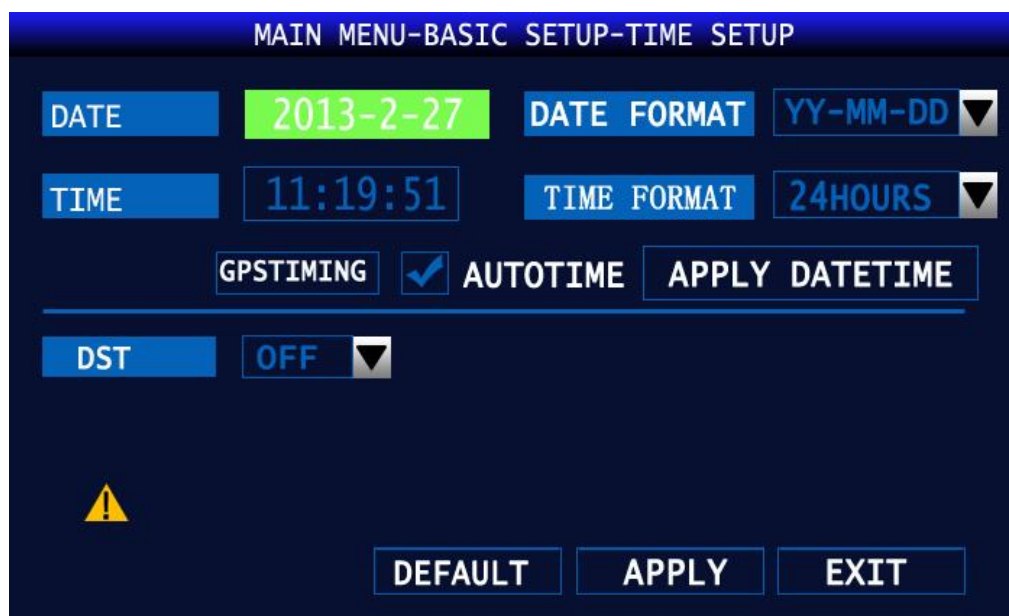 MAIN MENU-BASIC SETUP-TIME SETUP
DATE 2013-2-27 DATE FORMAT YY-MM-DD
TIME 11:19:51 TIME FORMAT 24HOURS
GPSTIMING AUTOTIME APPLY DATETIME
DST OFF
DEFAULT APPLY EXIT